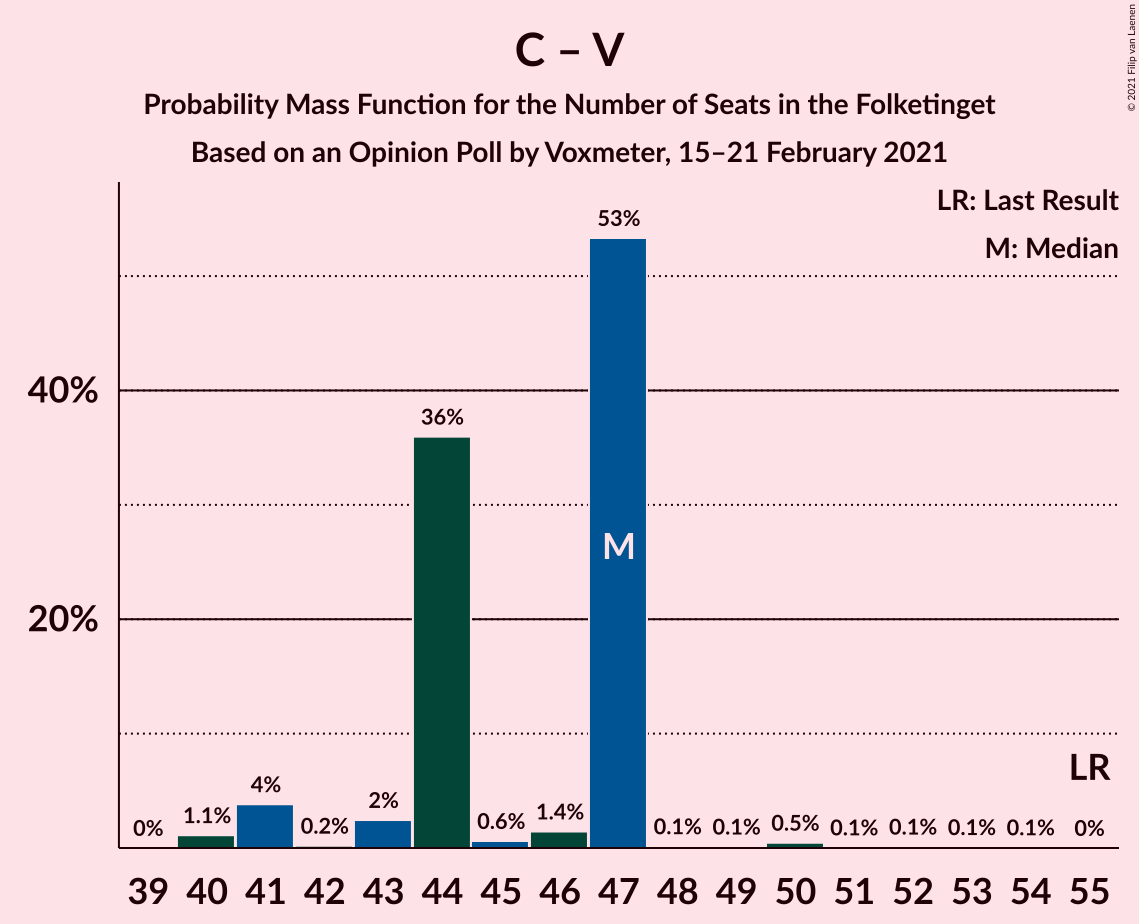 C – V
Probability Mass Function for the Number of Seats in the Folketinget
Based on an Opinion Poll by Voxmeter, 15–21 February 2021
© 2021 Filip van Laenen
LR: Last Result
M: Median
53%
40%
36%
M
20%
LR
4%
2%
0% 1.1% 0.2% 0.6% 1.4% 0.1% 0.1% 0.5% 0.1% 0.1% 0.1% 0.1% 0%
39 40 41 42 43 44 45 46 47 48 49 50 51 52 53 54 55